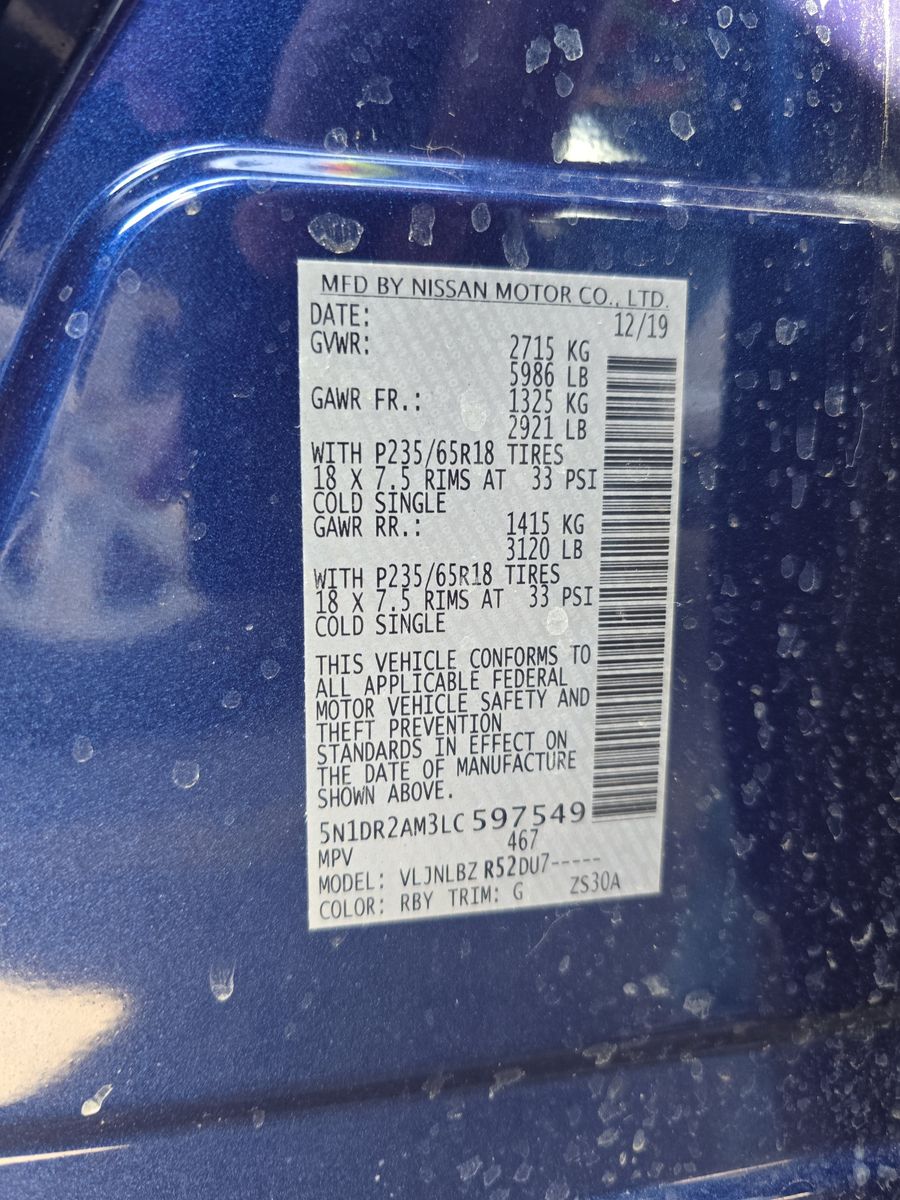 MFD BY NISSAN MOTOR CO., LTD.
DATE: 12/19
GVWR: 2715 KG
5986 LB
GAWR FR.: 1325 KG
2921 LB
WITH P235/65R18 TIRES
18 X 7.5 RIMS AT 33 PSI
COLD SINGLE
GAWR RR.: 1415 KG
3120 LB
WITH P235/65R18 TIRES
18 X 7.5 RIMS AT 33 PSI
COLD SINGLE
THIS VEHICLE CONFORMS TO
ALL APPLICABLE FEDERAL
MOTOR VEHICLE SAFETY AND
THEFT PREVENTION
STANDARDS IN EFFECT ON
THE DATE OF MANUFACTURE
SHOWN ABOVE.
5N1DR2AM3LC 597549
MPV 467
MODEL: VLJNLBZ R52DU7-----
COLOR: RBY TRIM: G ZS30A